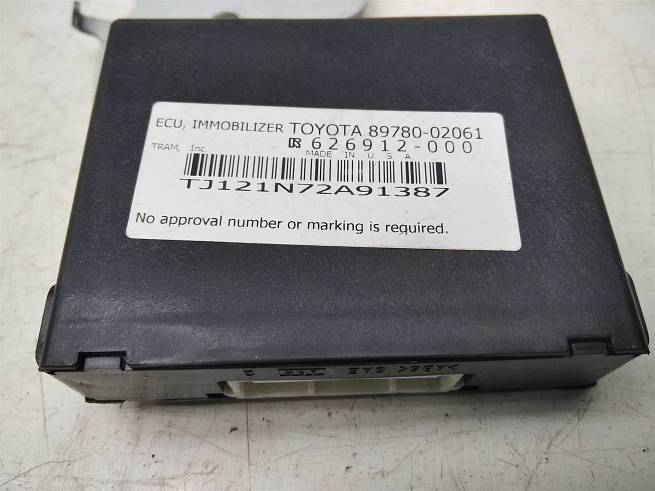 ECU, IMMOBILIZER TOYOTA 89780-02061
626912-000
TRAM, Inc. MADE IN U.S.A
TJ121N72A91387
No approval number or marking is required.